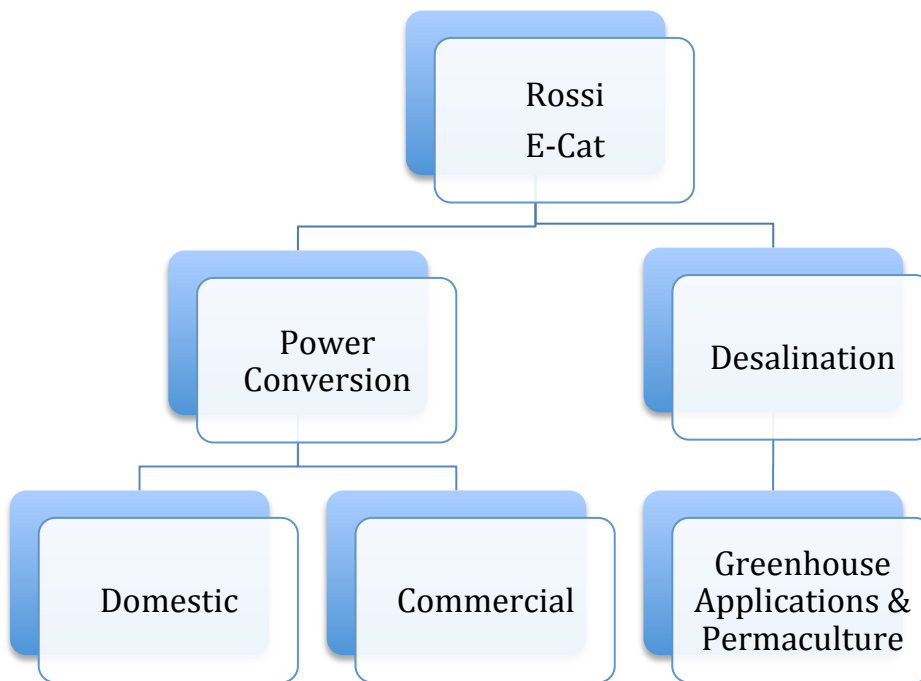 Rossi
E-Cat
Power
Conversion
Desalination
Domestic
Commercial
Greenhouse
Applications &
Permaculture